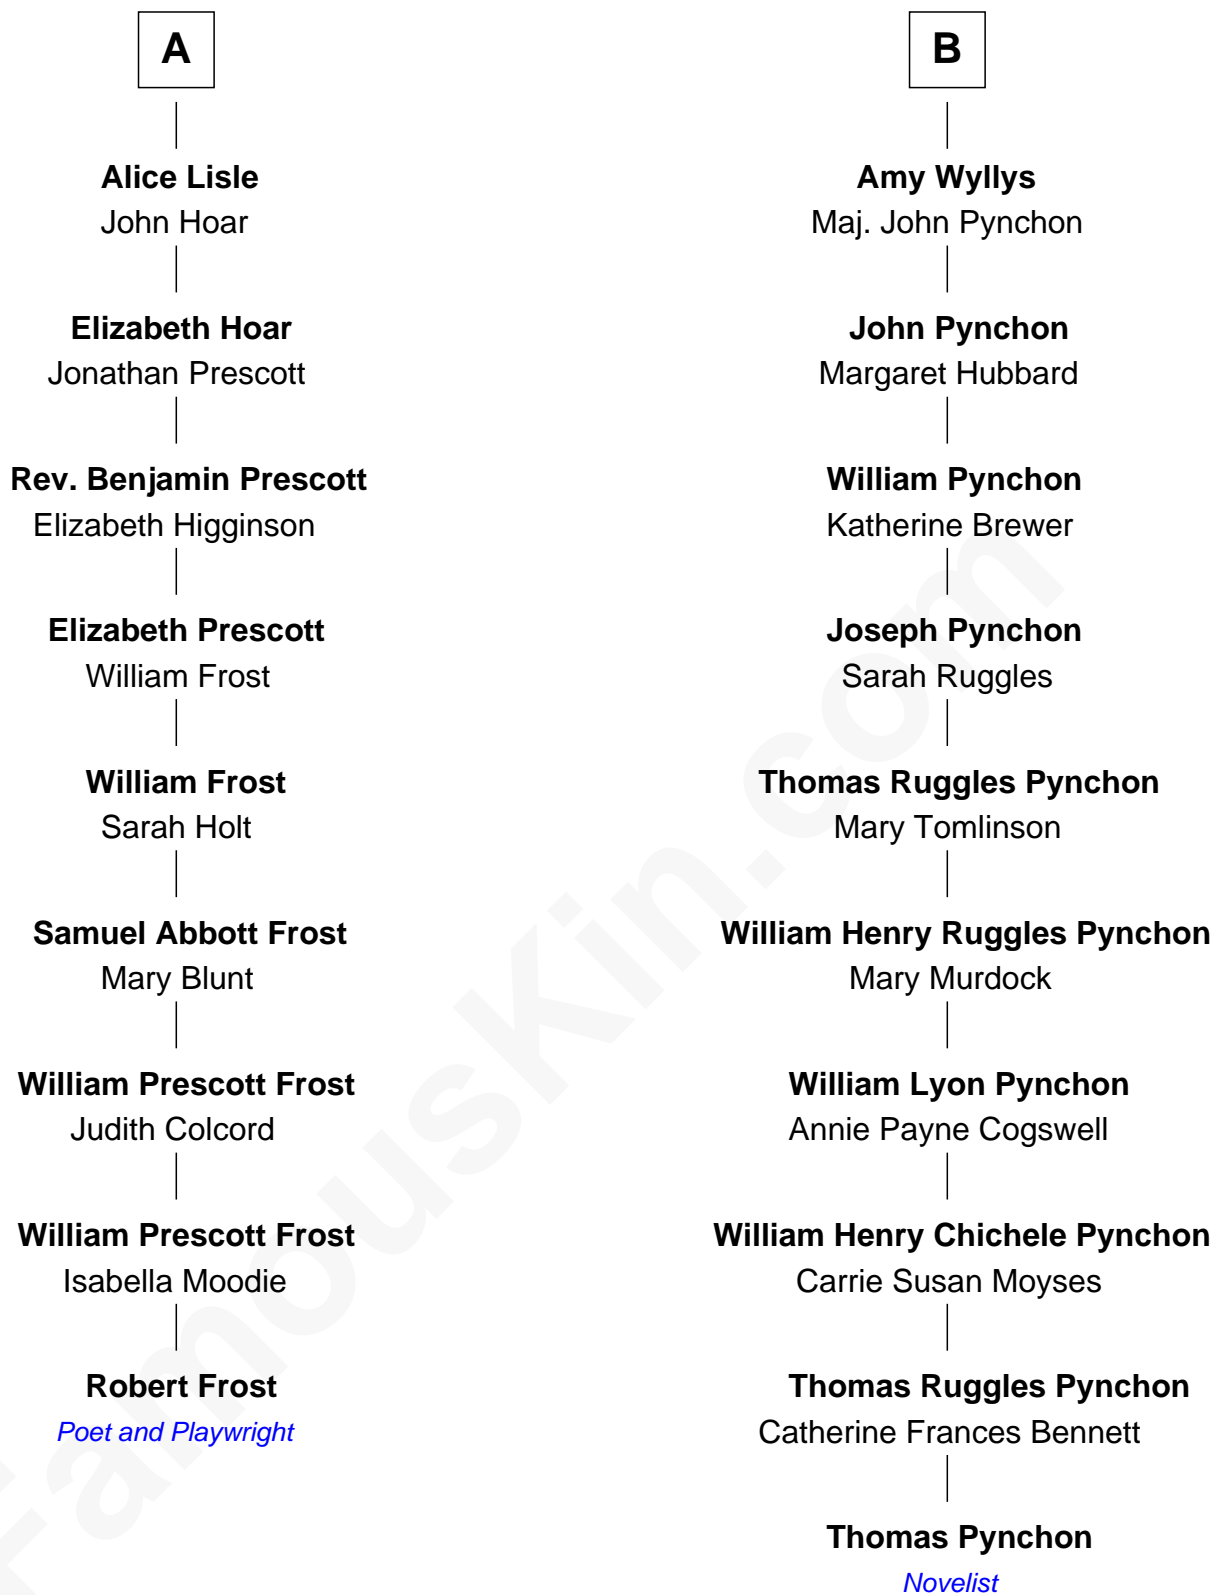 A
Alice Lisle
John Hoar
Elizabeth Hoar
Jonathan Prescott
Rev. Benjamin Prescott
Elizabeth Higginson
Elizabeth Prescott
William Frost
William Frost
Sarah Holt
Samuel Abbott Frost
Mary Blunt
William Prescott Frost
Judith Colcord
William Prescott Frost
Isabella Moodie
Robert Frost
Poet and Playwright
B
Amy Wyllys
Maj. John Pynchon
John Pynchon
Margaret Hubbard
William Pynchon
Katherine Brewer
Joseph Pynchon
Sarah Ruggles
Thomas Ruggles Pynchon
Mary Tomlinson
William Henry Ruggles Pynchon
Mary Murdock
William Lyon Pynchon
Annie Payne Cogswell
William Henry Chichele Pynchon
Carrie Susan Moyses
Thomas Ruggles Pynchon
Catherine Frances Bennett
Thomas Pynchon
Novelist
FamousKin.com